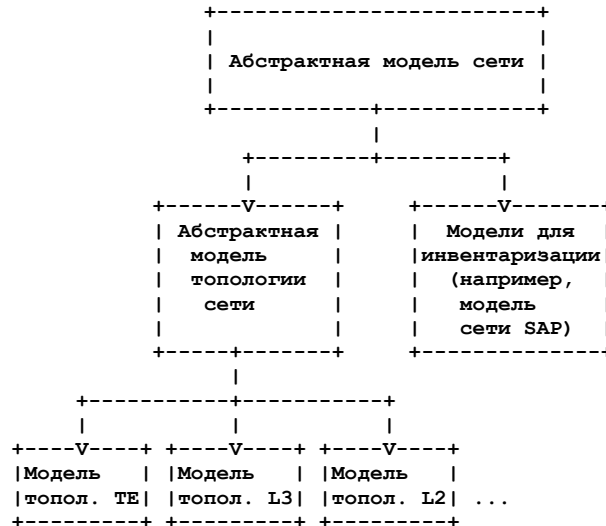 Абстрактная модель сети
Абстрактная
модель
топологии
сети
Модели для
инвентаризации
(например,
модель
сети SAP)
Модель
топол. TE
Модель
топол. L3
Модель
топол. L2
...